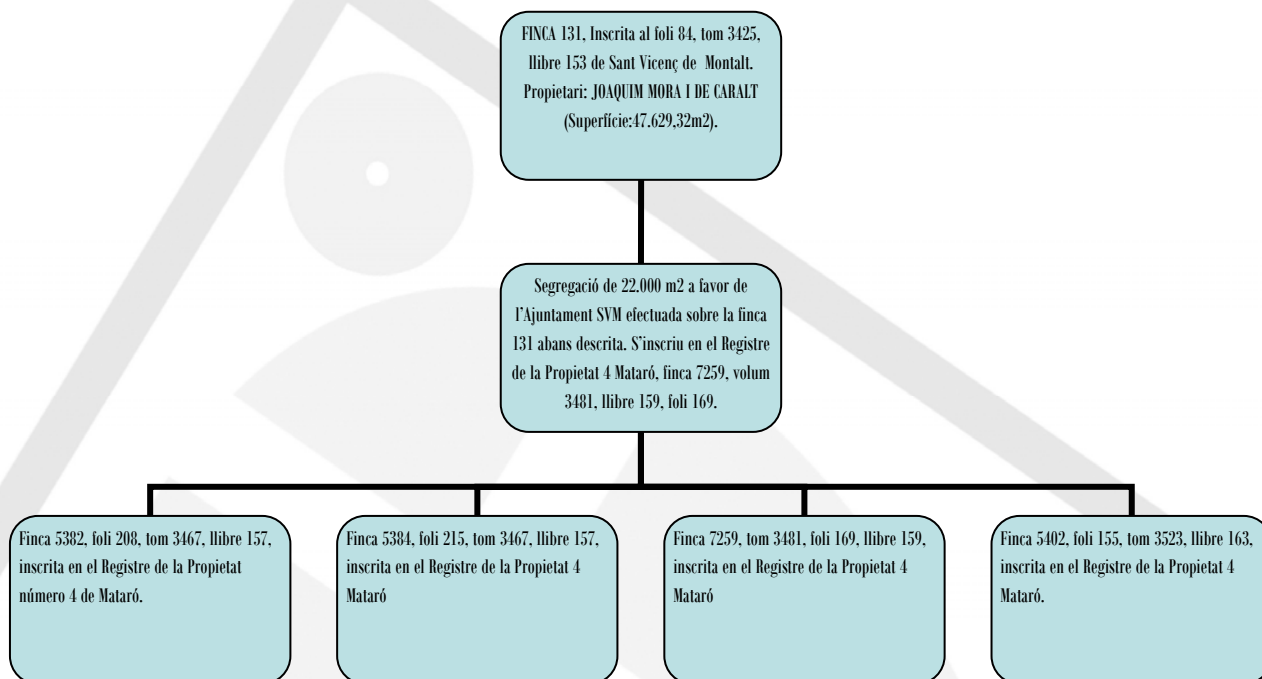 FINCA 131, Inscrita al foli 84, tom 3425,
llibre 153 de Sant Vicenç de Montalt.
Propietari: JOAQUIM MORA I DE CARALT
(Superfície:47.629,32m2).
Segregació de 22.000 m2 a favor de
l’Ajuntament SVM efectuada sobre la finca
131 abans descrita. S’inscriu en el Registre
de la Propietat 4 Mataró, finca 7259, volum
3481, llibre 159, foli 169.
Finca 5382, foli 208, tom 3467, llibre 157,
inscrita en el Registre de la Propietat
número 4 de Mataró.
Finca 5384, foli 215, tom 3467, llibre 157,
inscrita en el Registre de la Propietat 4
Mataró
Finca 7259, tom 3481, foli 169, llibre 159,
inscrita en el Registre de la Propietat 4
Mataró
Finca 5402, foli 155, tom 3523, llibre 163,
inscrita en el Registre de la Propietat 4
Mataró.